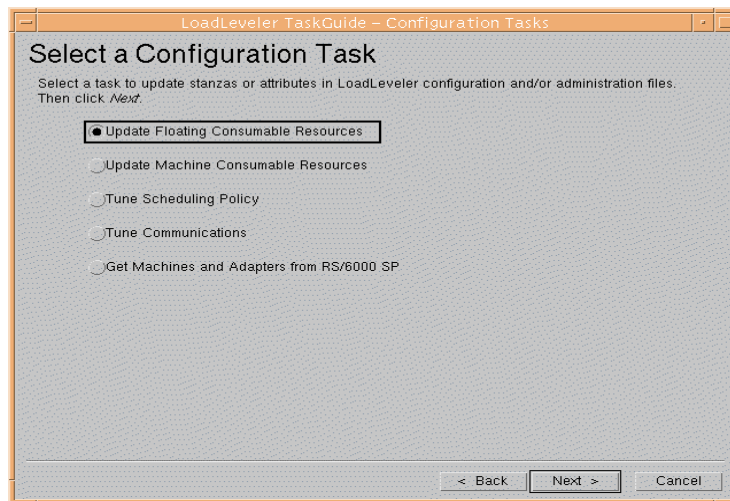 LoadLeveler TaskGuide – Configuration Tasks
Select a Configuration Task
Select a task to update stanzas or attributes in LoadLeveler configuration and/or administration files.
Then click Next.
Update Floating Consumable Resources
Update Machine Consumable Resources
Tune Scheduling Policy
Tune Communications
Get Machines and Adapters from RS/6000 SP
< Back Next > Cancel